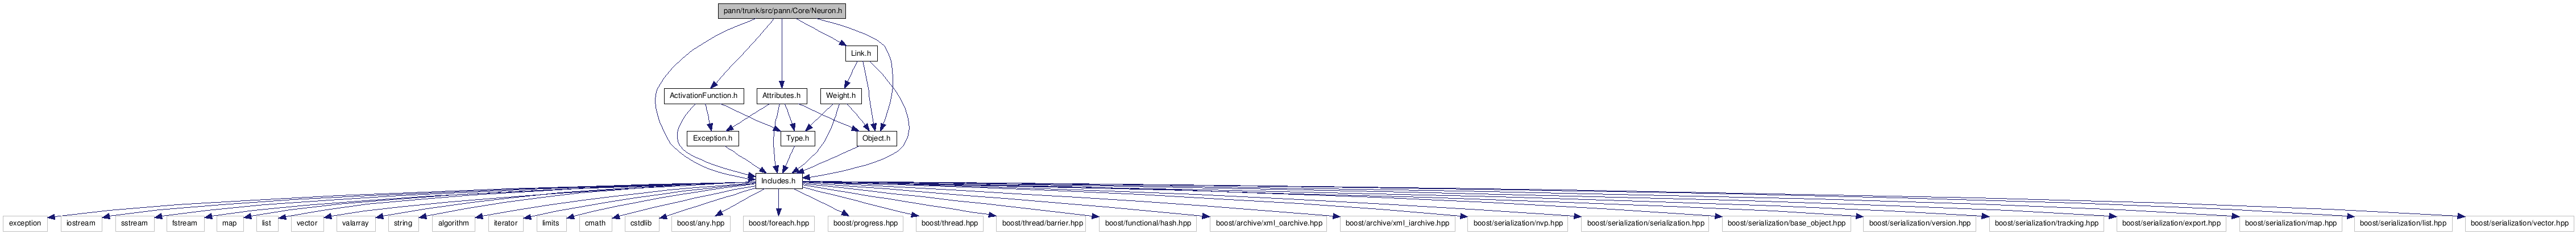 pann/trunk/src/pann/Core/Neuron.h
Link.h
ActivationFunction.h
Attributes.h
Weight.h
Exception.h
Type.h
Object.h
Includes.h
exception
iostream
sstream
fstream
map
list
vector
valarray
string
algorithm
iterator
limits
cmath
cstdlib
boost/any.hpp
boost/foreach.hpp
boost/progress.hpp
boost/thread.hpp
boost/thread/barrier.hpp
boost/functional/hash.hpp
boost/archive/xml_oarchive.hpp
boost/archive/xml_iarchive.hpp
boost/serialization/nvp.hpp
boost/serialization/serialization.hpp
boost/serialization/base_object.hpp
boost/serialization/version.hpp
boost/serialization/tracking.hpp
boost/serialization/export.hpp
boost/serialization/map.hpp
boost/serialization/list.hpp
boost/serialization/vector.hpp